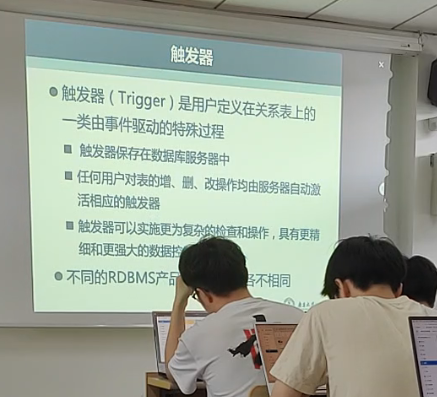 触发器
触发器（Trigger）是用户定义在关系表上的
一类由事件驱动的特殊过程
触发器保存在数据库服务器中
任何用户对表的增、删、改操作均由服务器自动激
活相应的触发器
触发器可以实施更为复杂的检查和操作，具有更精
细和更强大的数据控
不同的RDBMS产品
各不相同